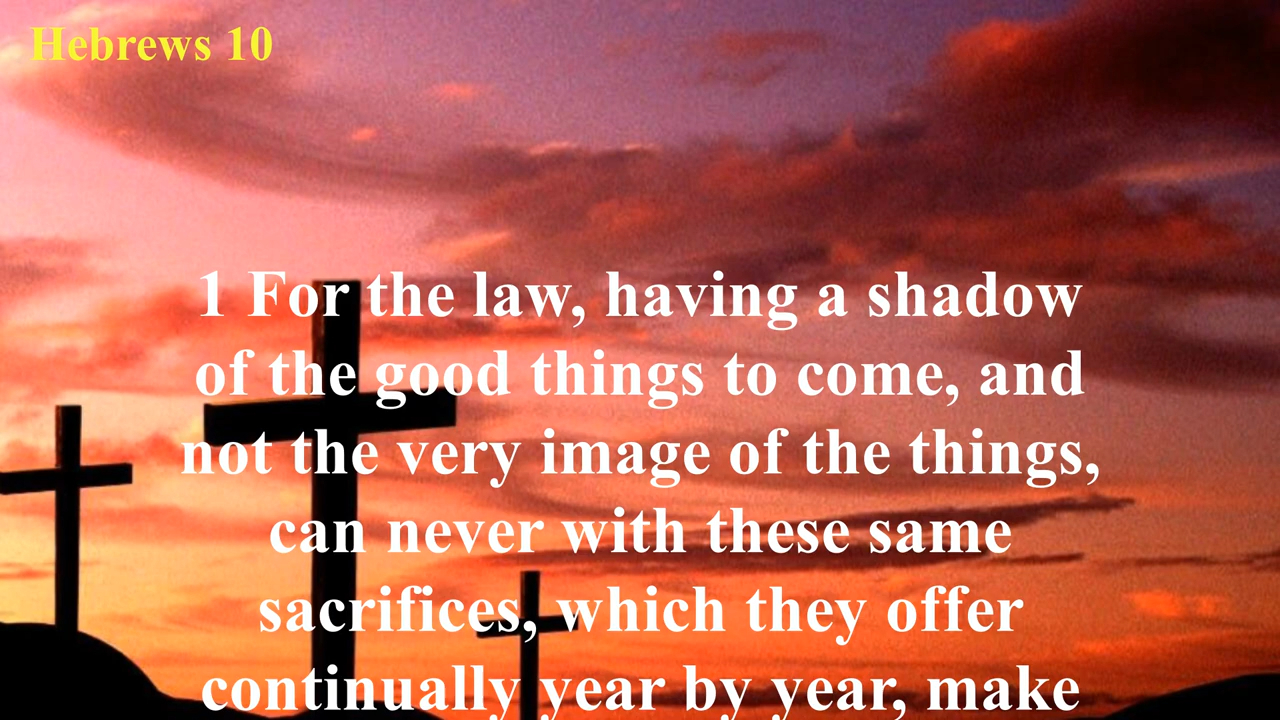 Hebrews 10
1 For the law, having a shadow
of the good things to come, and
not the very image of the things,
can never with these same
sacrifices, which they offer
continually year by year, make